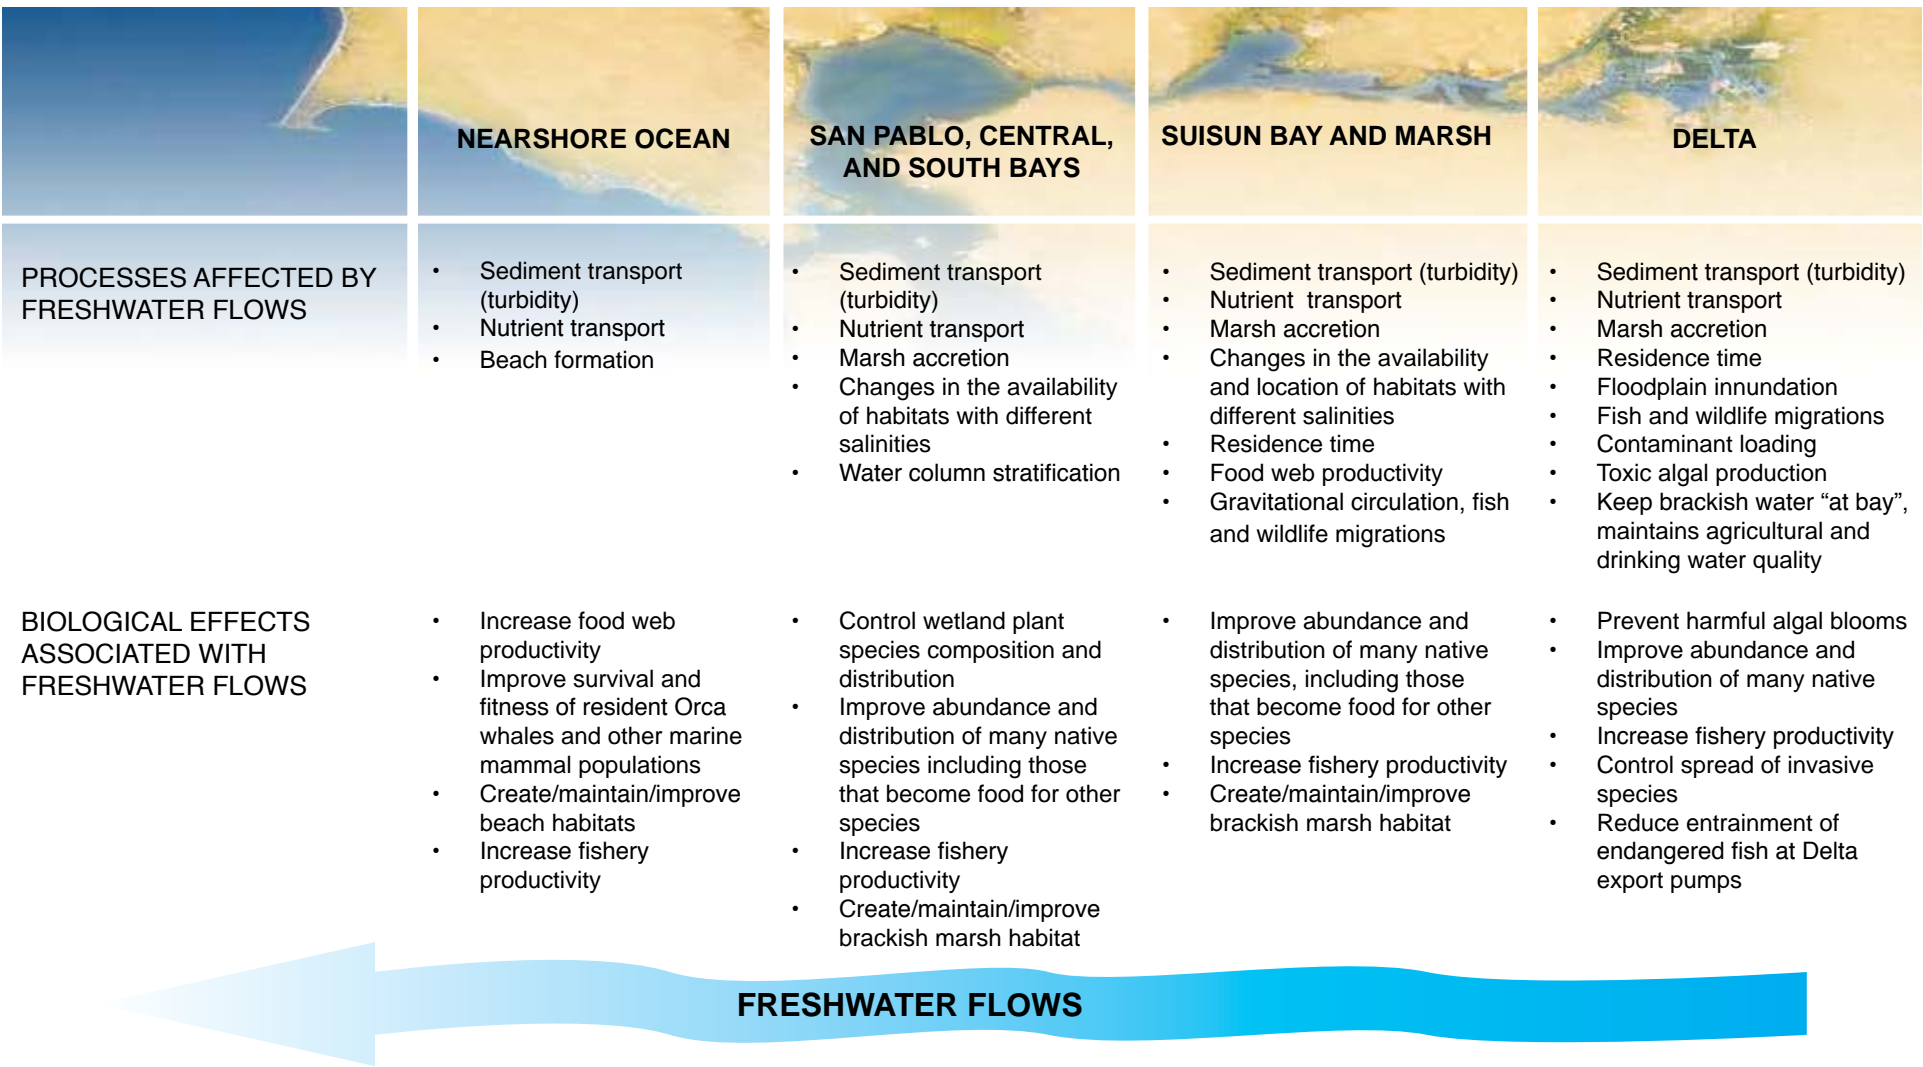 NEARSHORE OCEAN
SAN PABLO, CENTRAL,
AND SOUTH BAYS
SUISUN BAY AND MARSH
DELTA
PROCESSES AFFECTED BY
FRESHWATER FLOWS
• Sediment transport
(turbidity)
• Nutrient transport
• Beach formation
• Sediment transport
(turbidity)
• Nutrient transport
• Marsh accretion
• Changes in the availability
of habitats with different
salinities
• Water column stratification
• Sediment transport (turbidity)
• Nutrient transport
• Marsh accretion
• Changes in the availability
and location of habitats with
different salinities
• Residence time
• Food web productivity
• Gravitational circulation, fish
and wildlife migrations
• Sediment transport (turbidity)
• Nutrient transport
• Marsh accretion
• Residence time
• Floodplain innundation
• Fish and wildlife migrations
• Contaminant loading
• Toxic algal production
• Keep brackish water “at bay”,
maintains agricultural and
drinking water quality
BIOLOGICAL EFFECTS
ASSOCIATED WITH
FRESHWATER FLOWS
• Increase food web
productivity
• Improve survival and
fitness of resident Orca
whales and other marine
mammal populations
• Create/maintain/improve
beach habitats
• Increase fishery
productivity
• Control wetland plant
species composition and
distribution
• Improve abundance and
distribution of many native
species including those
that become food for other
species
• Increase fishery
productivity
• Create/maintain/improve
brackish marsh habitat
• Improve abundance and
distribution of many native
species, including those
that become food for other
species
• Increase fishery productivity
• Create/maintain/improve
brackish marsh habitat
• Prevent harmful algal blooms
• Improve abundance and
distribution of many native
species
• Increase fishery productivity
• Control spread of invasive
species
• Reduce entrainment of
endangered fish at Delta
export pumps
FRESHWATER FLOWS